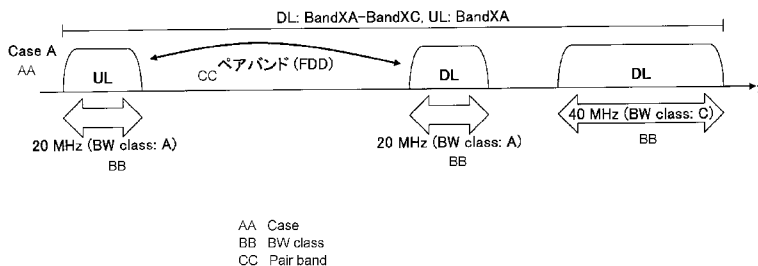 DL: BandXA-BandXC, UL: BandXA
Case A
AA
UL
CC ペアバンド (FDD)
DL
DL
20 MHz (BW class: A)
BB
20 MHz (BW class: A)
BB
40 MHz (BW class: C)
BB
AA Case
BB BW class
CC Pair band